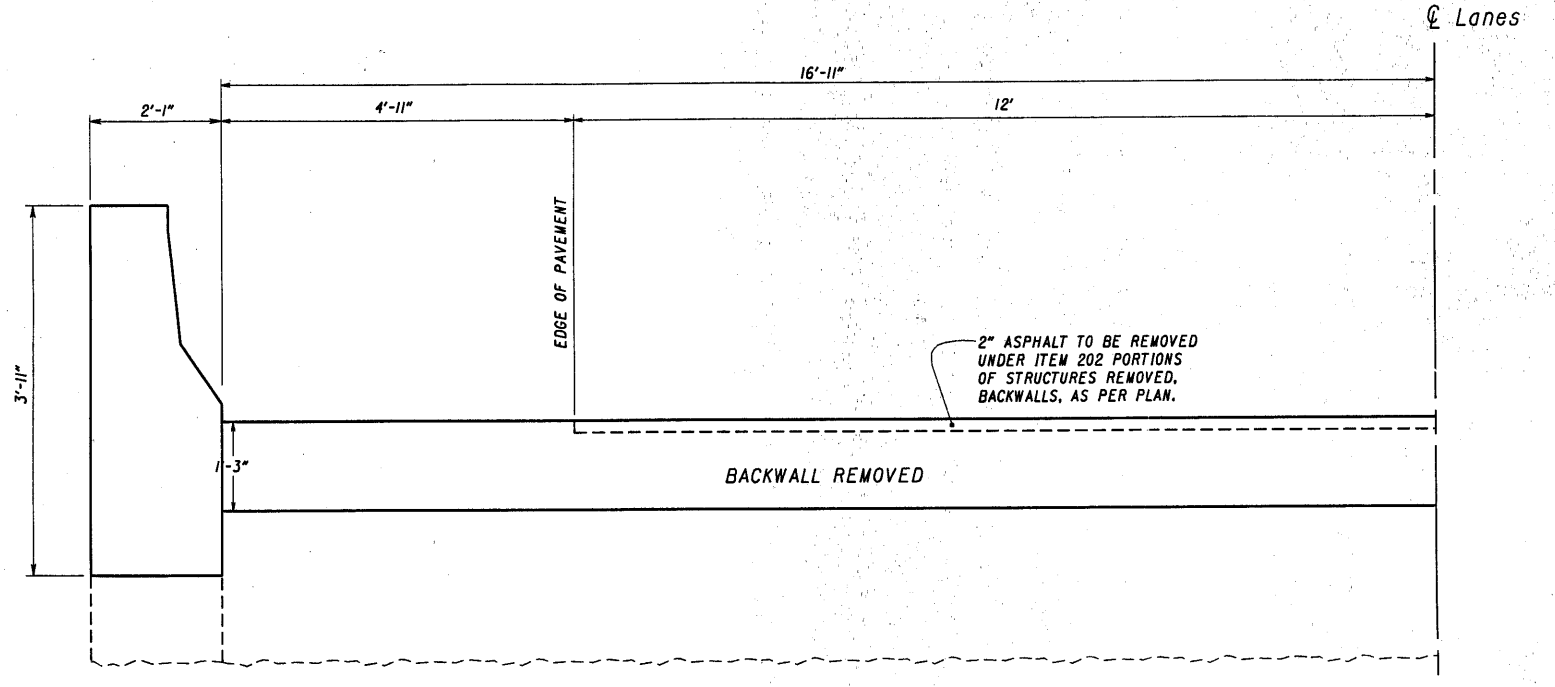 ℄ Lanes
16'-11"
2'-1"
4'-11"
12'
EDGE OF PAVEMENT
3'-11"
2" ASPHALT TO BE REMOVED
UNDER ITEM 202 PORTIONS
OF STRUCTURES REMOVED,
BACKWALLS, AS PER PLAN.
1'-3"
BACKWALL REMOVED